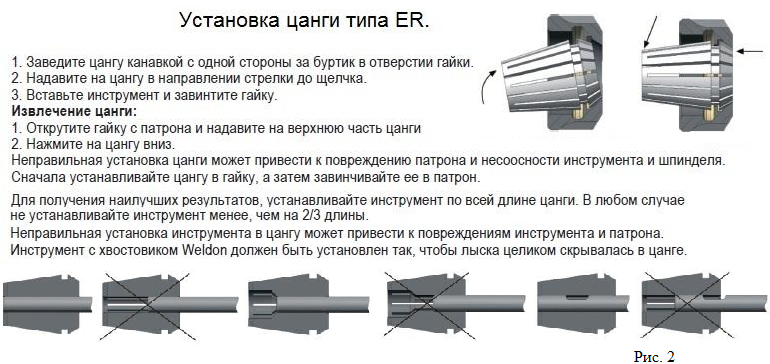 Установка цанги типа ER.
1. Заведите цангу канавкой с одной стороны за буртик в отверстии гайки.
2. Надавите на цангу в направлении стрелки до щелчка.
3. Вставьте инструмент и завинтите гайку.
Извлечение цанги:
1. Открутите гайку с патрона и надавите на верхнюю часть цанги
2. Нажмите на цангу вниз.
Неправильная установка цанги может привести к повреждению патрона и несоосности инструмента и шпинделя.
Сначала устанавливайте цангу в гайку, а затем завинчивайте ее в патрон.
Для получения наилучших результатов, устанавливайте инструмент по всей длине цанги. В любом случае
не устанавливайте инструмент менее, чем на 2/3 длины.
Неправильная установка инструмента в цангу может привести к повреждениям инструмента и патрона.
Инструмент с хвостовиком Weldon должен быть установлен так, чтобы лыска целиком скрывалась в цанге.
Рис. 2